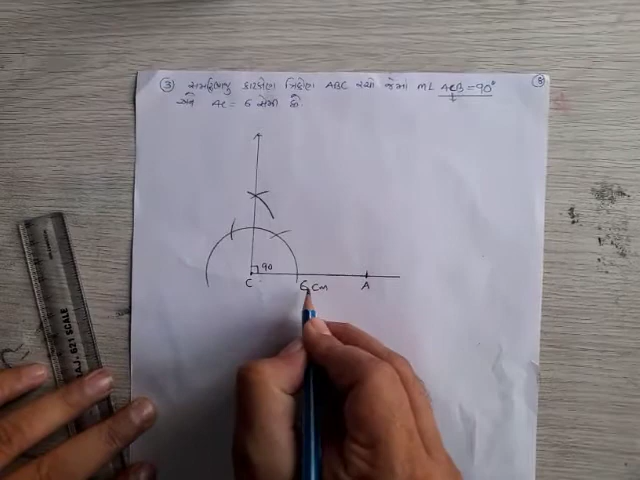 ③ સમદ્વિભુજ કાટકોણ ત્રિકોણ ABC રચો જેમાં m∠ ACB = 90°
અને AC = 6 સેમી હો.
90
C 6 cm A